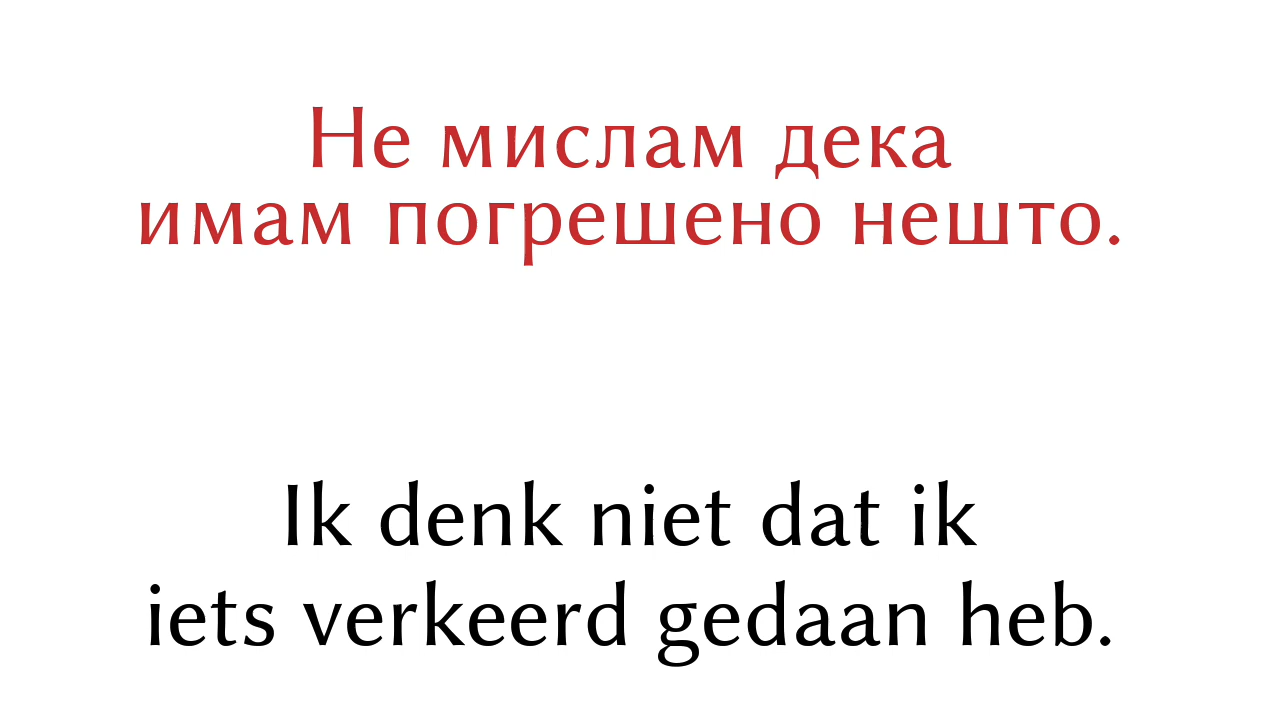 Не мислам дека
имам погрешено нешто.
Ik denk niet dat ik
iets verkeerd gedaan heb.